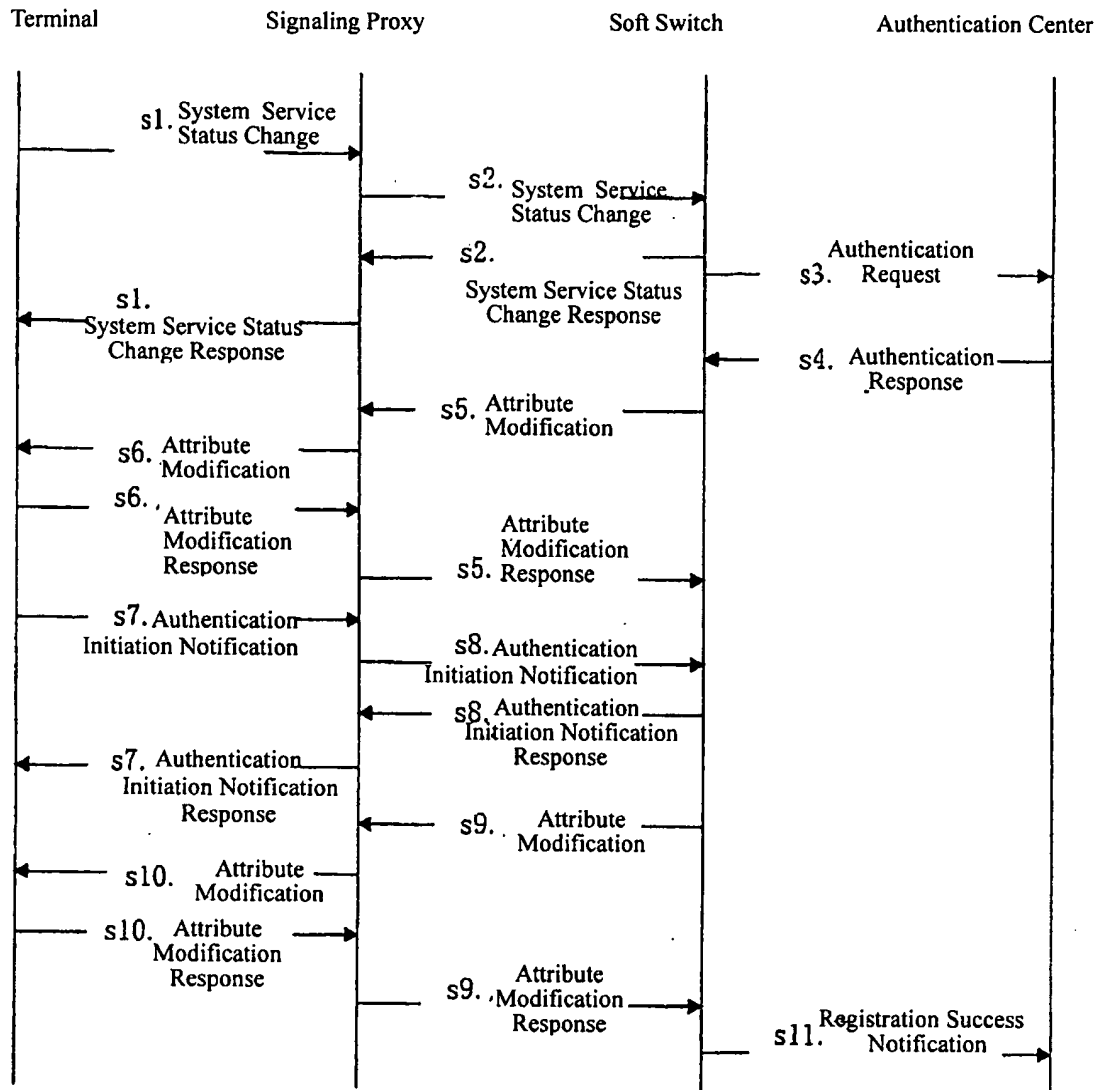 Terminal
Signaling Proxy
Soft Switch
Authentication Center
s1. System Service
Status Change
s2. System Service
Status Change
s2.
System Service Status
Change Response
s3. Authentication
Request
s1.
System Service Status
Change Response
s4. Authentication
Response
s5. Attribute
Modification
s6. Attribute
Modification
s6.
Attribute
Modification
Response
s5. Attribute
Modification
Response
s7. Authentication
Initiation Notification
s8. Authentication
Initiation Notification
s8. Authentication
Initiation Notification
Response
s7. Authentication
Initiation Notification
Response
s9. Attribute
Modification
s10. Attribute
Modification
s10. Attribute
Modification
Response
s9. Attribute
Modification
Response
s11. Registration Success
Notification